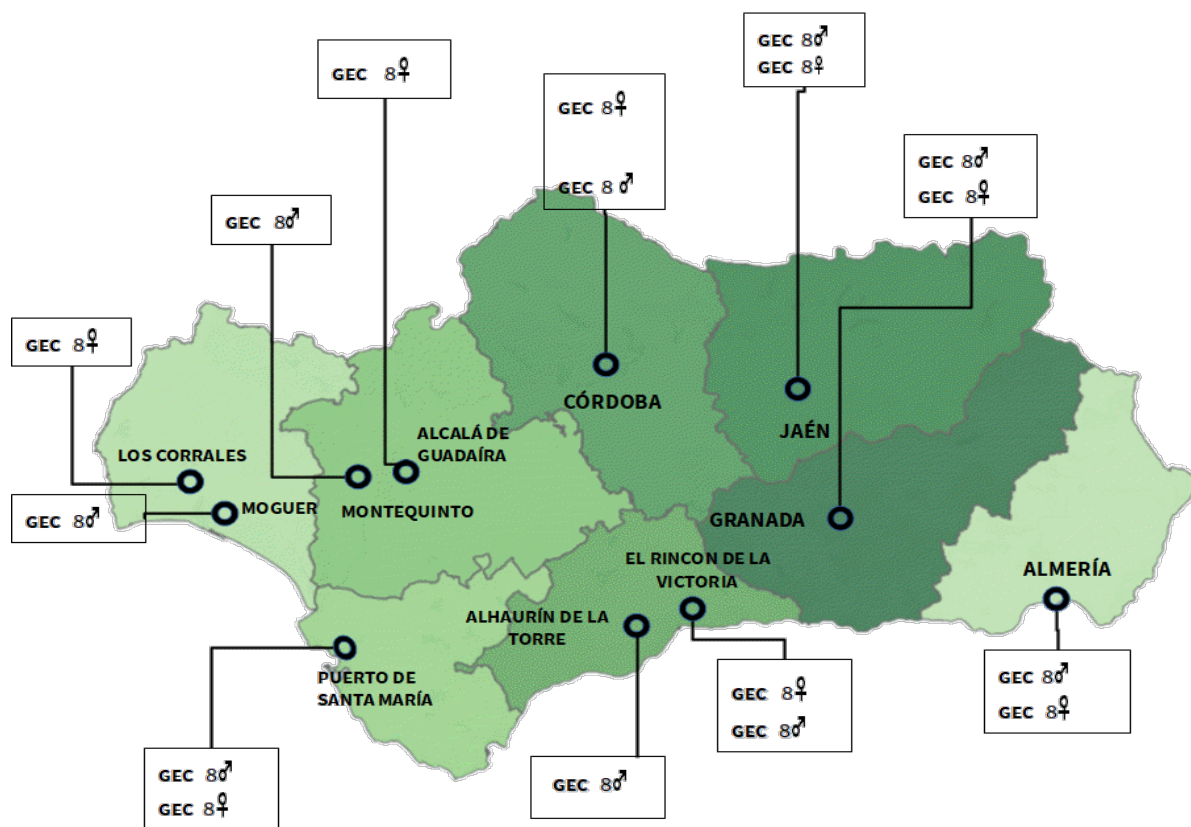 GEC 8♀
GEC 8♀
GEC 8♂
GEC 8♂
GEC 8♀
GEC 8♂
GEC 8♀
GEC 8♂
GEC 8♀
CÓRDOBA
JAÉN
ALCALÁ DE
GUADAÍRA
LOS CORRALES
MONTEQUINTO
GEC 8♂
MOGUER
GRANADA
EL RINCON DE LA
VICTORIA
ALMERÍA
ALHAURÍN DE LA
TORRE
PUERTO DE
SANTA MARÍA
GEC 8♂
GEC 8♀
GEC 8♀
GEC 8♂
GEC 8♂
GEC 8♂
GEC 8♀